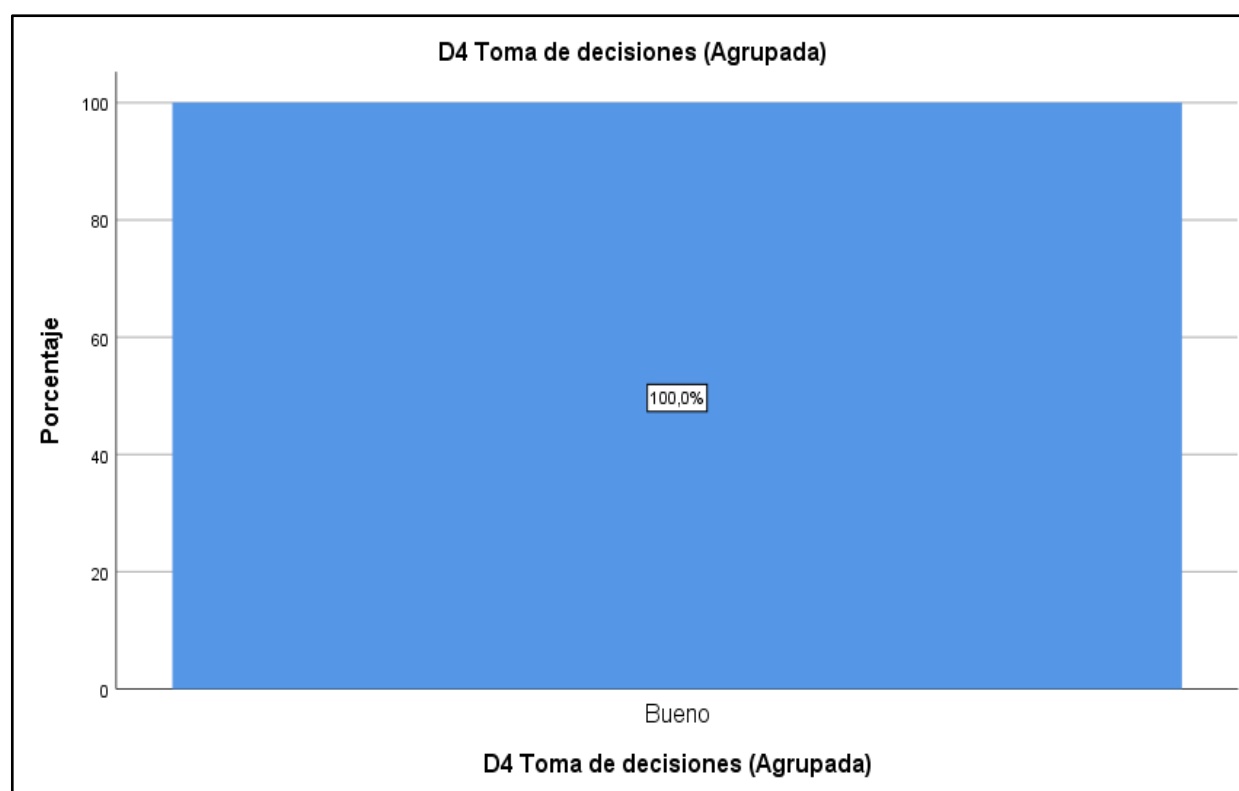 D4 Toma de decisiones (Agrupada)
100
80
60
40
20
0
Porcentaje
100,0%
Bueno
D4 Toma de decisiones (Agrupada)